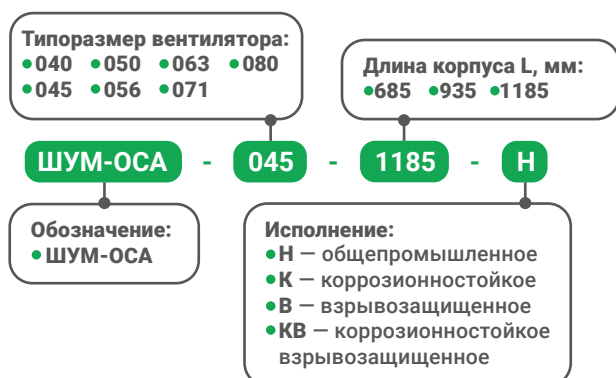 Типоразмер вентилятора:
•040 •050 •063 •080
•045 •056 •071
Длина корпуса L, мм:
•685 •935 •1185
ШУМ-ОСА - 045 - 1185 - Н
Обозначение:
•ШУМ-ОСА
Исполнение:
•Н — общепромышленное
•К — коррозионностойкое
•В — взрывозащищенное
•КВ — коррозионностойкое
взрывозащищенное